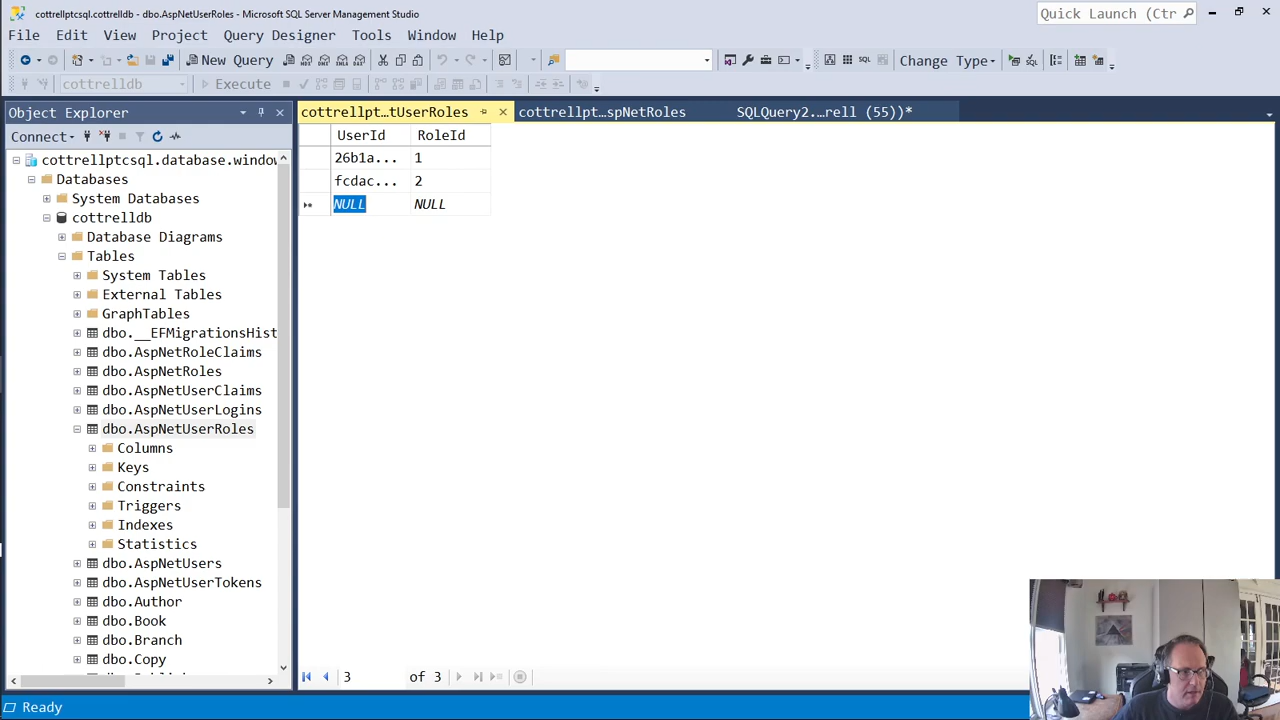 cottrellptcsql.cottrelldb - dbo.AspNetUserRoles - Microsoft SQL Server Management Studio
Quick Launch (Ctr
File Edit View Project Query Designer Tools Window Help
New Query
Change Type
cottrelldb
Execute
Object Explorer
cottrellpt...tUserRoles
cottrellpt...spNetRoles
SQLQuery2...rell (55))*
Connect
UserId RoleId
26b1a... 1
fcdac... 2
NULL NULL
cottrellptcsql.database.window
Databases
System Databases
cottrelldb
Database Diagrams
Tables
System Tables
External Tables
GraphTables
dbo.__EFMigrationsHist
dbo.AspNetRoleClaims
dbo.AspNetRoles
dbo.AspNetUserClaims
dbo.AspNetUserLogins
dbo.AspNetUserRoles
Columns
Keys
Constraints
Triggers
Indexes
Statistics
dbo.AspNetUsers
dbo.AspNetUserTokens
dbo.Author
dbo.Book
dbo.Branch
dbo.Copy
3 of 3
Ready